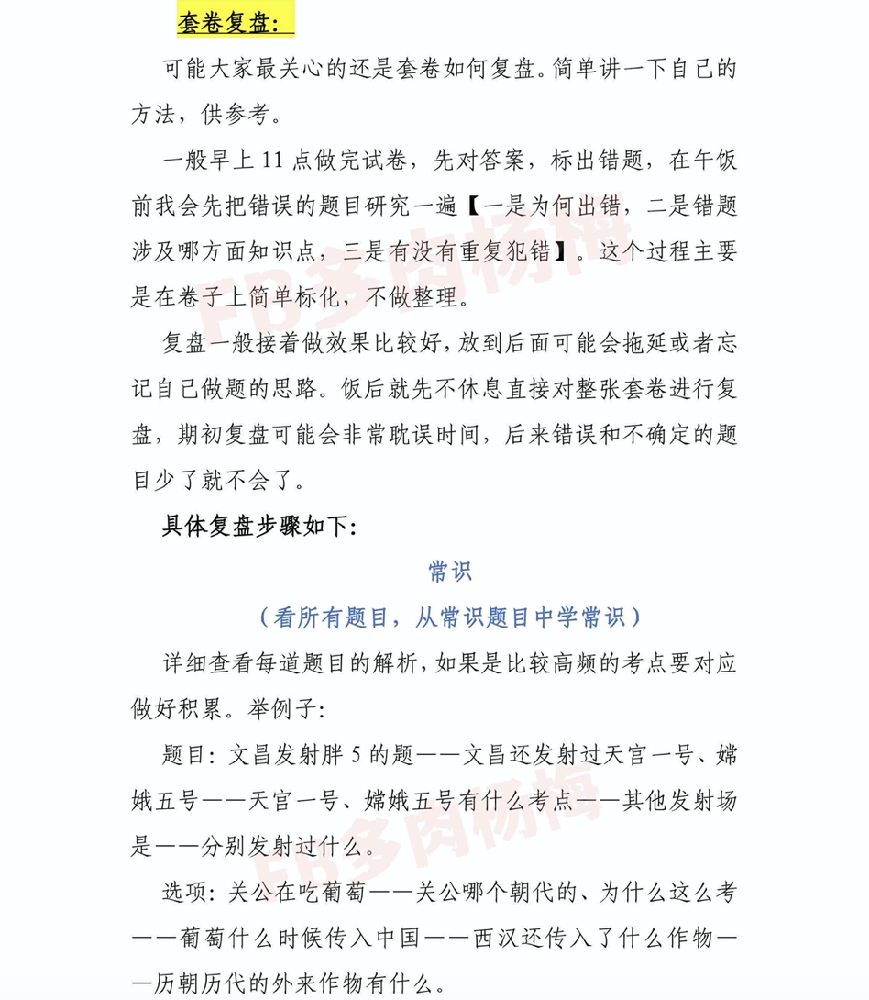 套卷复盘：
可能大家最关心的还是套卷如何复盘。简单讲一下自己的
方法，供参考。
一般早上 11 点做完试卷，先对答案，标出错题，在午饭
前我会先把错误的题目研究一遍【一是为何出错，二是错题
涉及哪方面知识点，三是有没有重复犯错】。这个过程主要
是在卷子上简单标化，不做整理。
复盘一般接着做效果比较好，放到后面可能会拖延或者忘
记自己做题的思路。饭后就先不休息直接对整张套卷进行复
盘，期初复盘可能会非常耽误时间，后来错误和不确定的题
目少了就不会了。
具体复盘步骤如下：
常识
（看所有题目，从常识题目中学常识）
详细查看每道题目的解析，如果是比较高频的考点要对应
做好积累。举例子：
题目：文昌发射胖 5 的题——文昌还发射过天宫一号、嫦
娥五号——天宫一号、嫦娥五号有什么考点——其他发射场
是——分别发射过什么。
选项：关公在吃葡萄——关公哪个朝代的、为什么这么考
——葡萄什么时候传入中国——西汉还传入了什么作物—
—历朝历代的外来作物有什么。
FB多肉杨梅
FB多肉杨梅